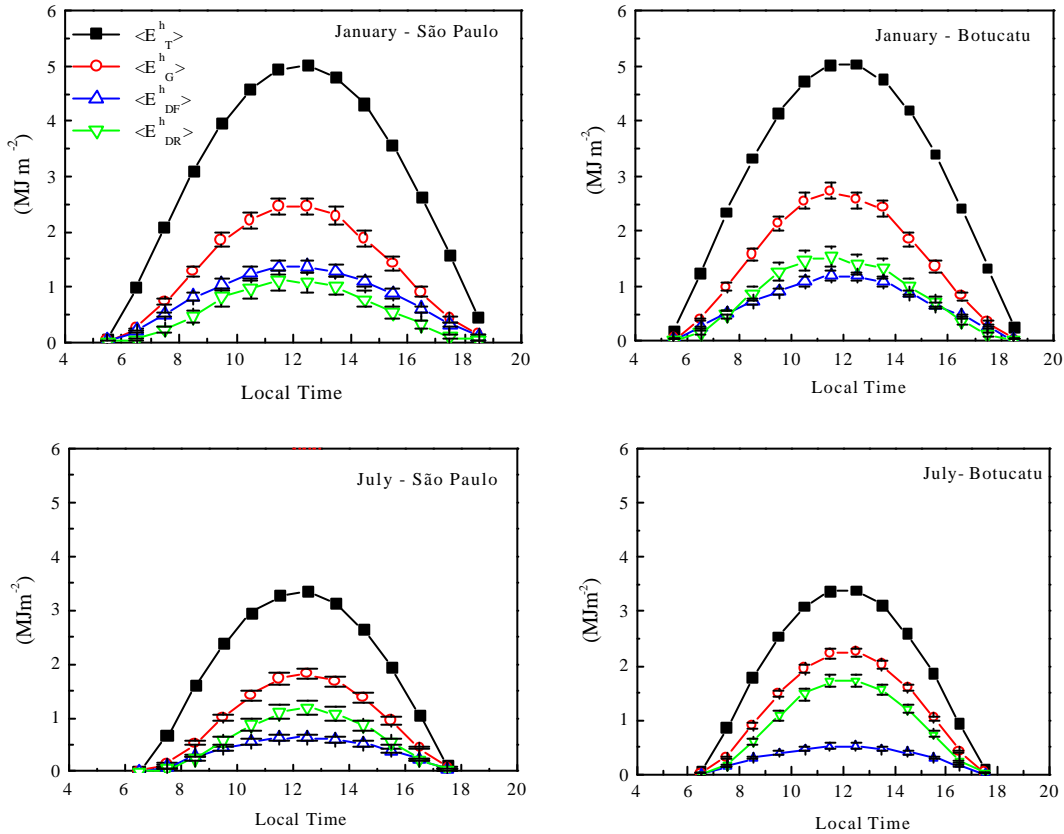 January - São Paulo
<E^h_T>
<E^h_G>
<E^h_DF>
<E^h_DR>
(MJ m⁻²)
6
5
4
3
2
1
0
4 6 8 10 12 14 16 18 20
Local Time
January - Botucatu
(MJ m⁻²)
6
5
4
3
2
1
0
4 6 8 10 12 14 16 18 20
Local Time
July - São Paulo
(MJm⁻²)
6
5
4
3
2
1
0
4 6 8 10 12 14 16 18 20
Local Time
July- Botucatu
(MJm⁻²)
6
5
4
3
2
1
0
4 6 8 10 12 14 16 18 20
Local Time